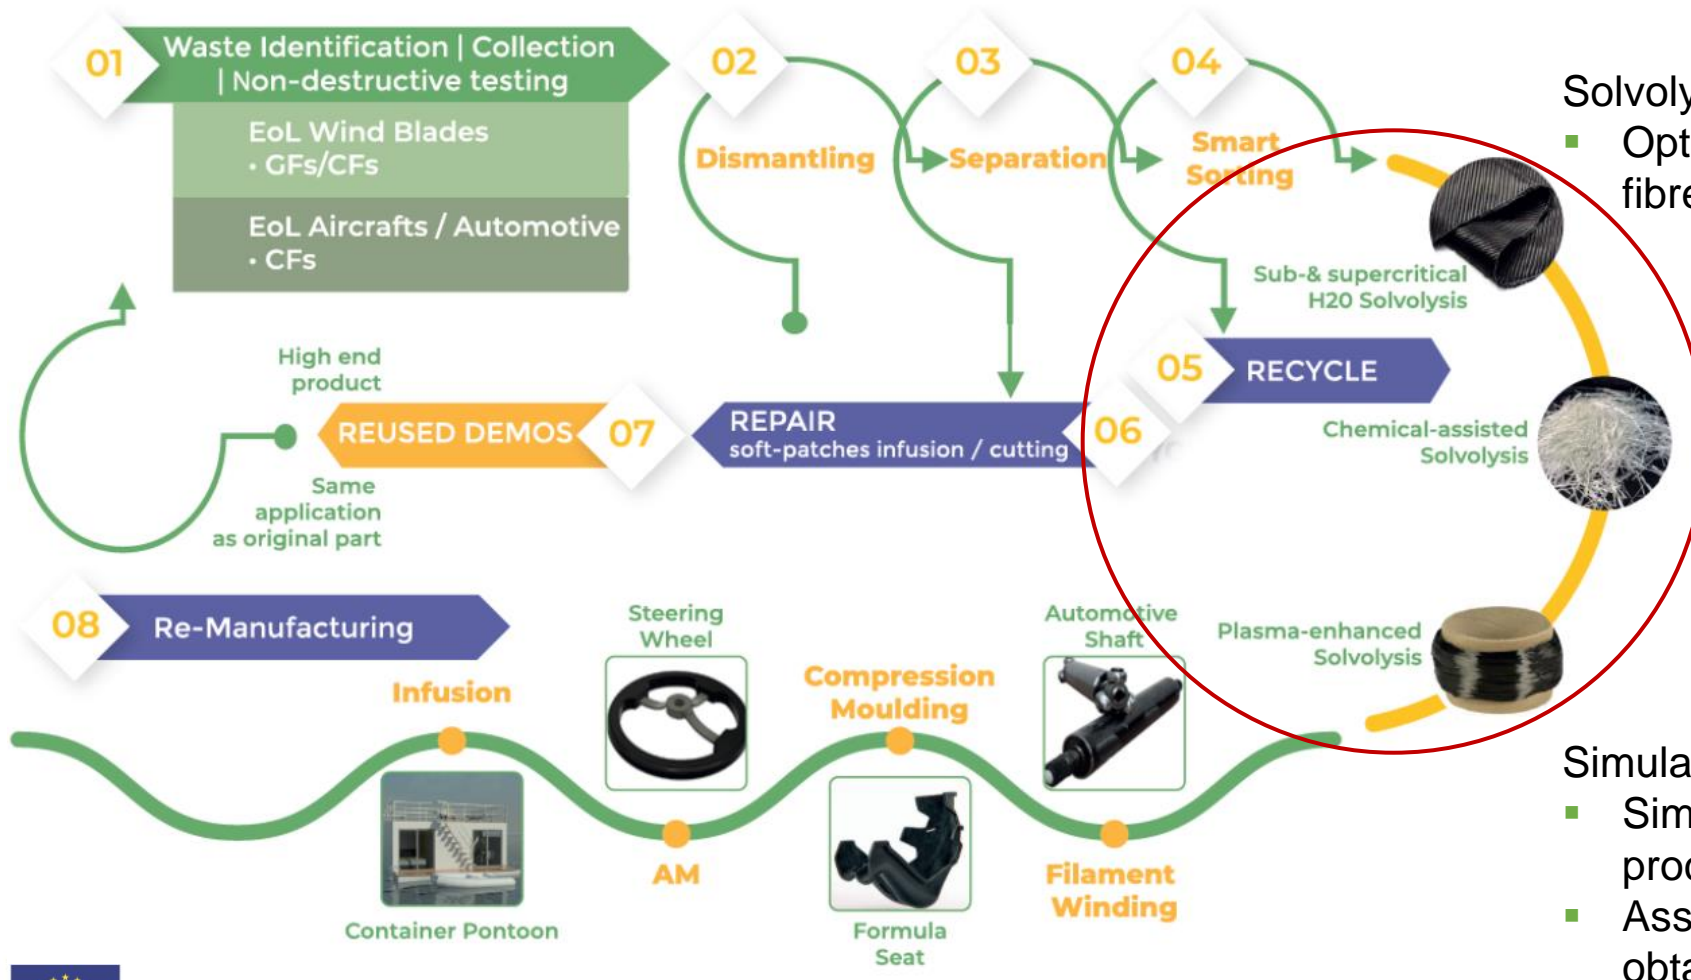 01
Waste Identification | Collection
| Non-destructive testing
EoL Wind Blades
• GFs/CFs
EoL Aircrafts / Automotive
• CFs
02
Dismantling
03
Separation
04
Smart
Sorting
Sub-& supercritical
H20 Solvolysis
05
RECYCLE
Chemical-assisted
Solvolysis
Plasma-enhanced
Solvolysis
06
REPAIR
soft-patches infusion / cutting
07
REUSED DEMOS
High end
product
Same
application
as original part
08
Re-Manufacturing
Infusion
Container Pontoon
Steering
Wheel
AM
Compression
Moulding
Formula
Seat
Automotive
Shaft
Filament
Winding
Solvoly
▪ Opt
fibre
Simula
▪ Sim
proc
▪ Ass
obta